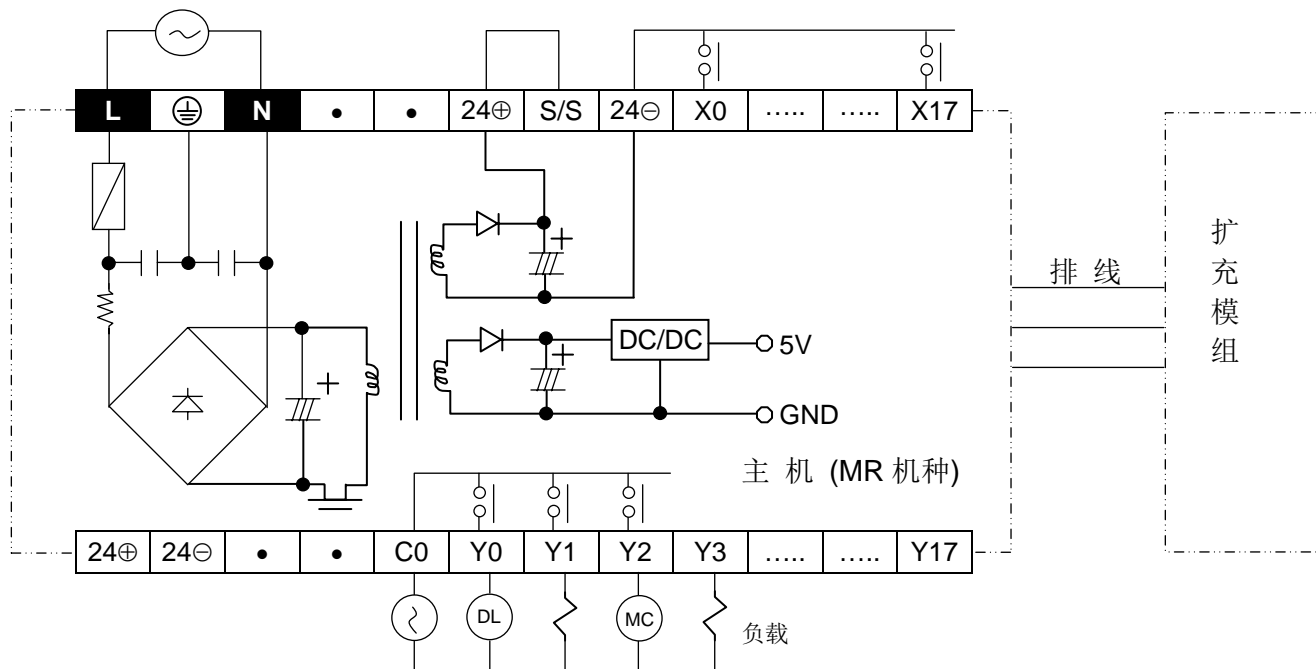 L N • • 24⊕ S/S 24⊖ X0 ..... ..... X17
+
+
DC/DC
5V
GND
+
排 线
扩
充
模
组
主 机 (MR 机种)
24⊕ 24⊖ • • C0 Y0 Y1 Y2 Y3 ..... ..... Y17
DL
MC
负载